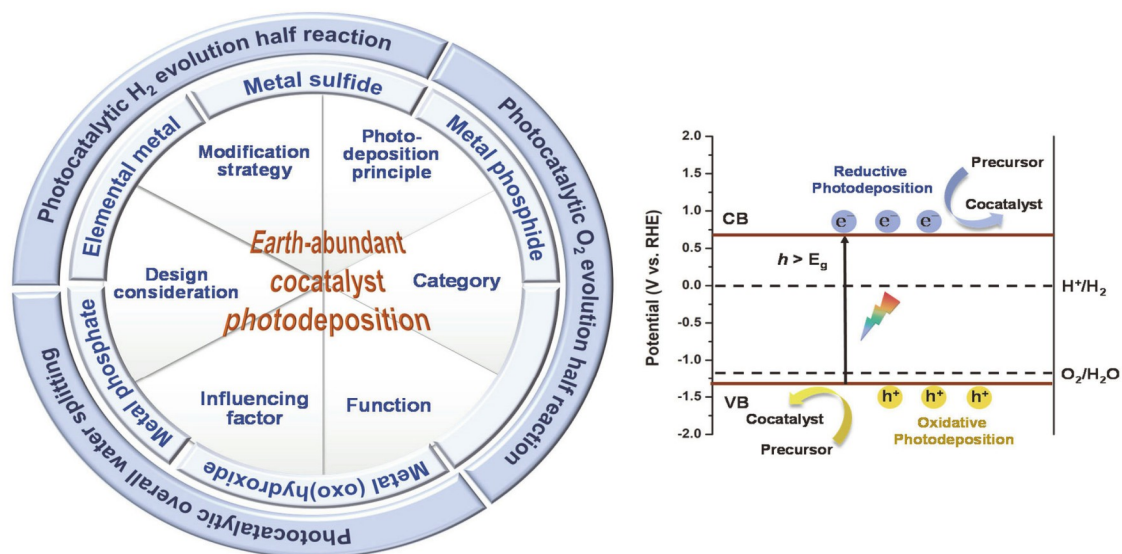 Photocatalytic H₂ evolution half reaction
Photocatalytic O₂ evolution half reaction
Photocatalytic overall water splitting
Elemental metal
Metal sulfide
Metal phosphide
Metal (oxo)hydroxide
Metal phosphate
Modification
strategy
Photo-
deposition
principle
Design
consideration
Category
Influencing
factor
Function
Earth-abundant
cocatalyst
photodeposition
Potential (V vs. RHE)
2.0
1.5
1.0
0.5
0.0
-0.5
-1.0
-1.5
-2.0
CB
VB
Reductive
Photodeposition
Precursor
Cocatalyst
e⁻ e⁻ e⁻
h > E_g
H⁺/H₂
O₂/H₂O
h⁺ h⁺ h⁺
Cocatalyst
Precursor
Oxidative
Photodeposition